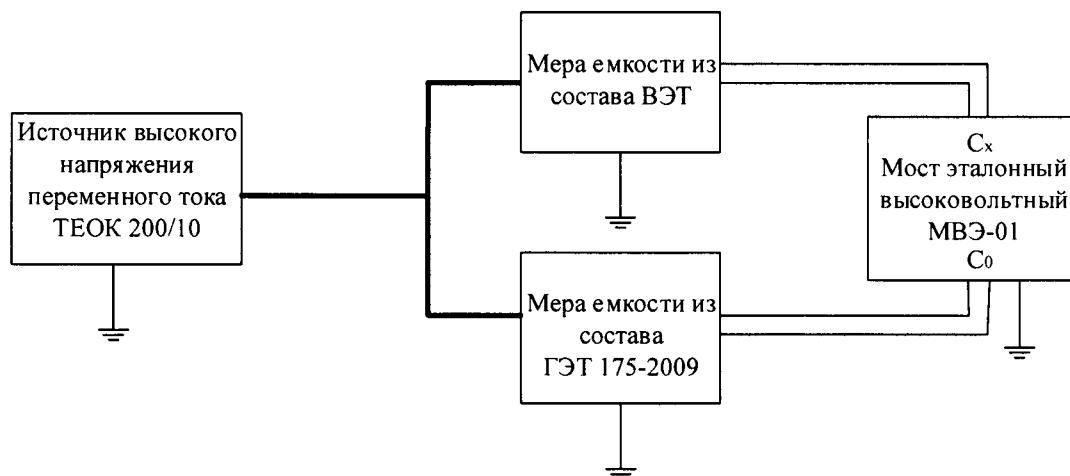 Источник высокого
напряжения
переменного тока
ТЕОК 200/10
Мера емкости из
состава ВЭТ
Мера емкости из
состава
ГЭТ 175-2009
Cx
Мост эталонный
высоковольтный
МВЭ-01
C0